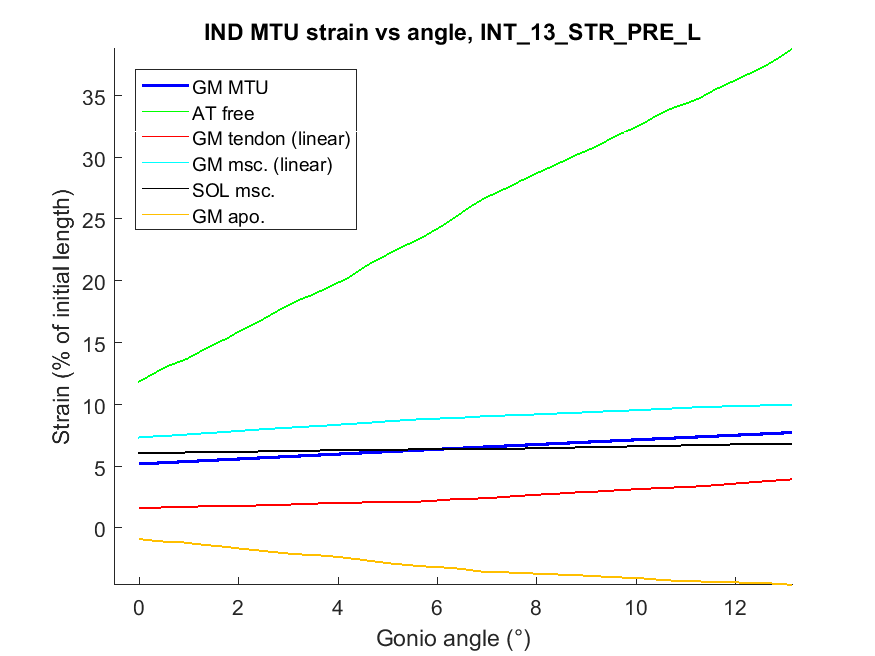 IND MTU strain vs angle, INT_13_STR_PRE_L
GM MTU
AT free
GM tendon (linear)
GM msc. (linear)
SOL msc.
GM apo.
Strain (% of initial length)
35
30
25
20
15
10
5
0
0 2 4 6 8 10 12
Gonio angle (°)